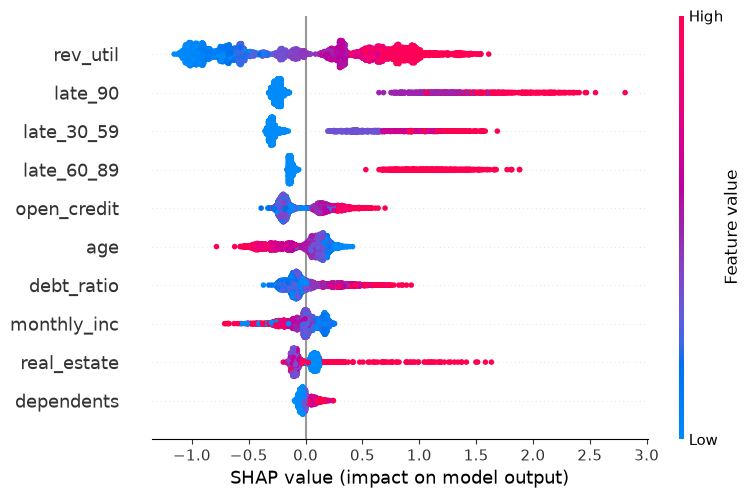 High
rev_util
late_90
late_30_59
late_60_89
open_credit
age
debt_ratio
monthly_inc
real_estate
dependents
Feature value
Low
−1.0 −0.5 0.0 0.5 1.0 1.5 2.0 2.5 3.0
SHAP value (impact on model output)